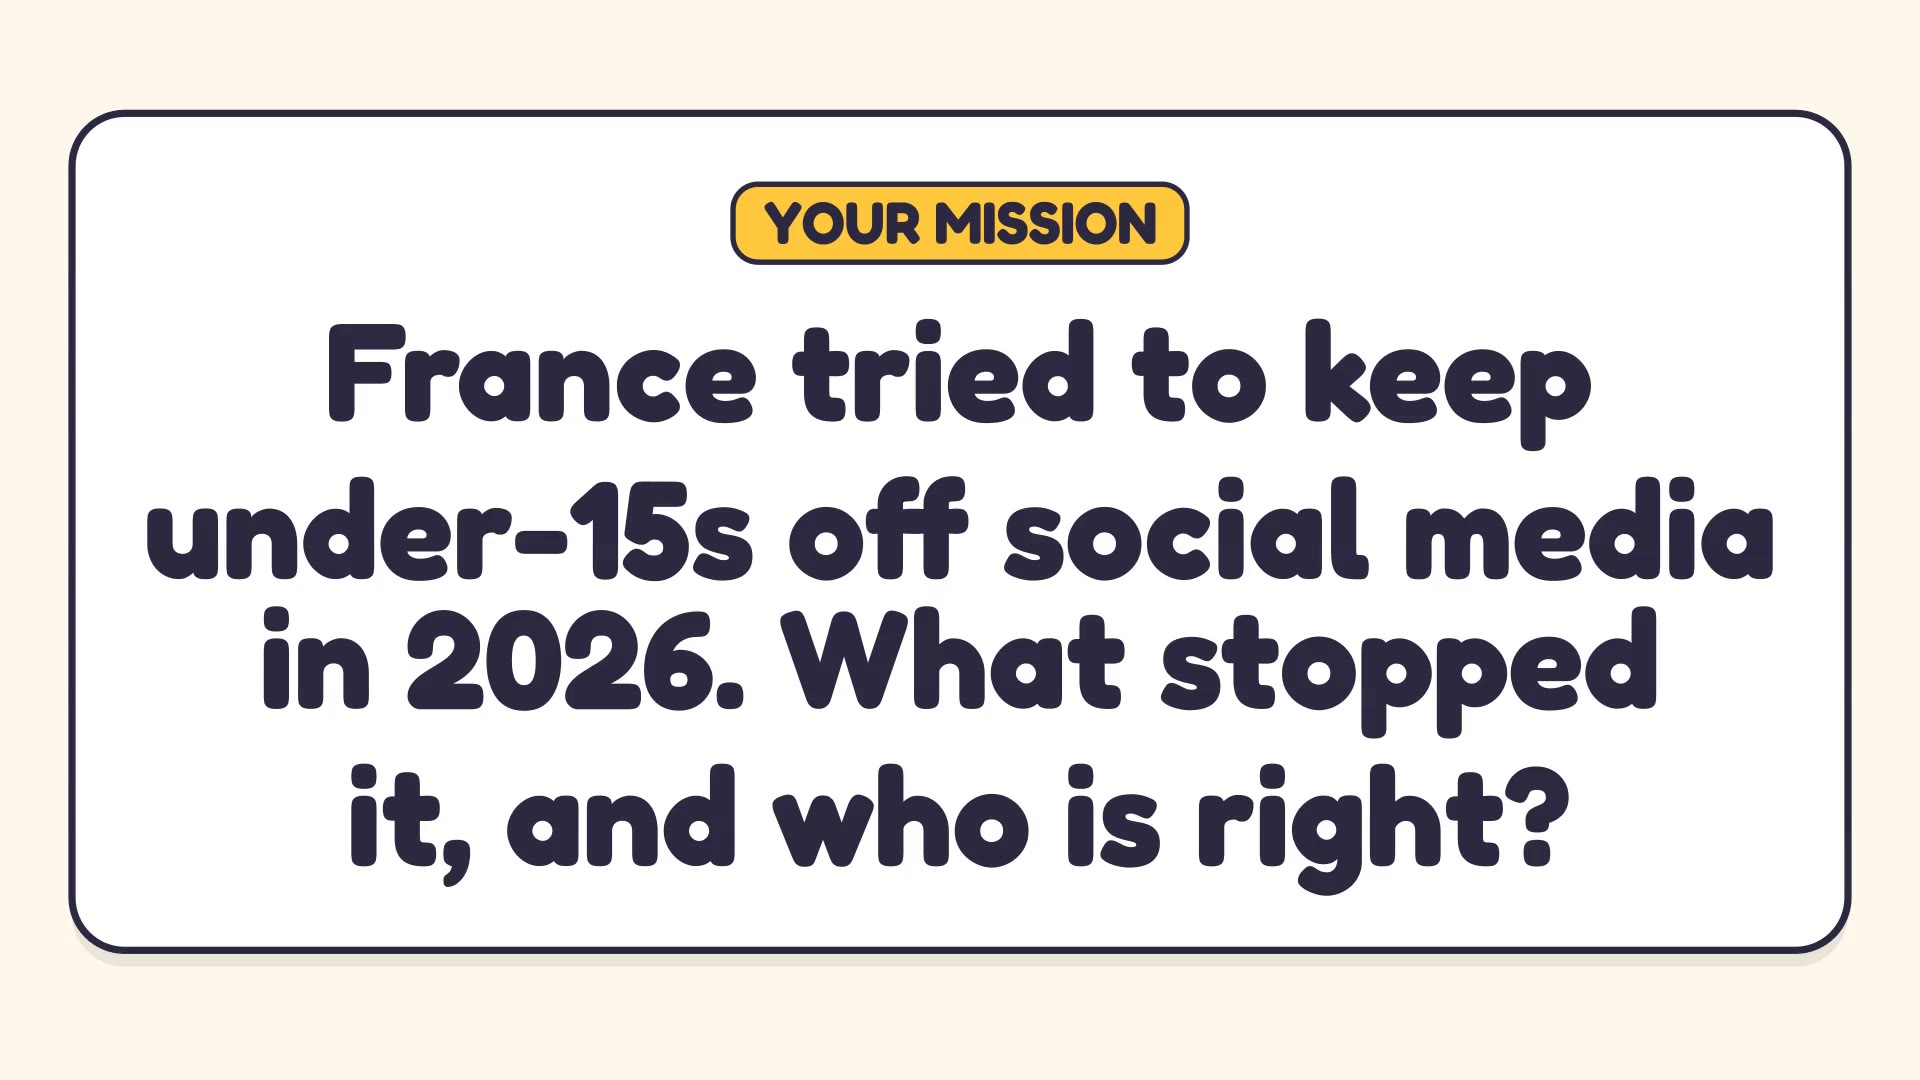 YOUR MISSION
France tried to keep
under-15s off social media
in 2026. What stopped
it, and who is right?